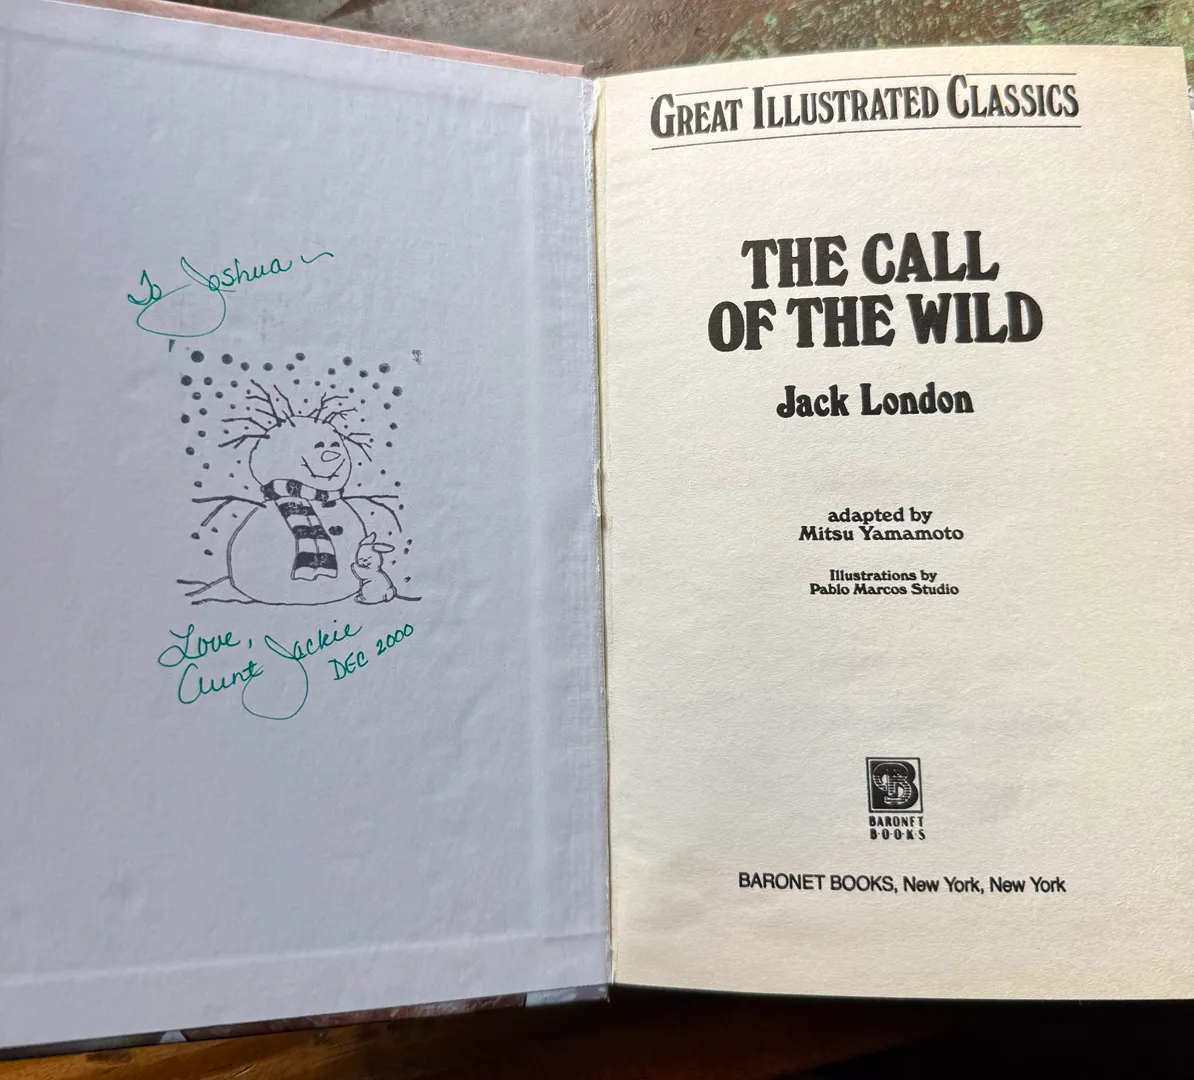 To Joshua
Love,
Aunt Jackie
DEC 2000
GREAT ILLUSTRATED CLASSICS
THE CALL
OF THE WILD
Jack London
adapted by
Mitsu Yamamoto
Illustrations by
Pablo Marcos Studio
BARONET
B·O·O·K·S
BARONET BOOKS, New York, New York